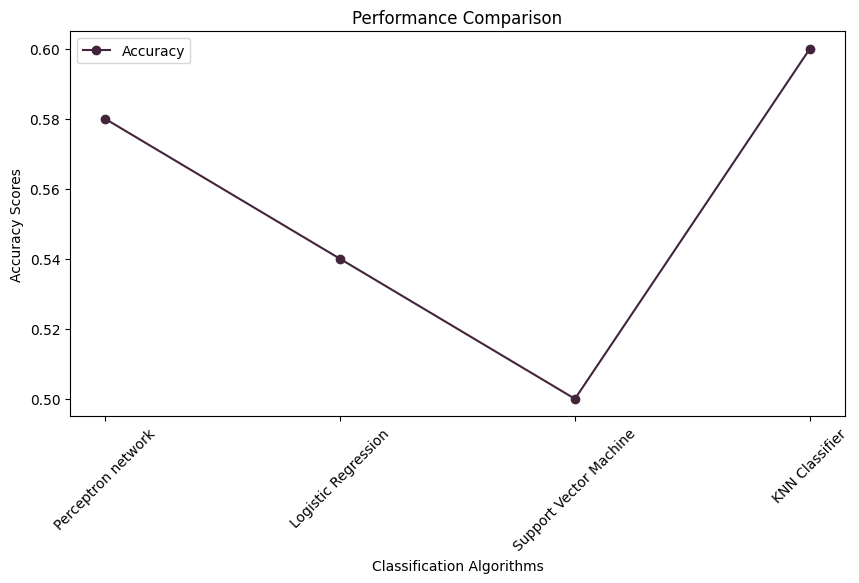 Performance Comparison
Accuracy
Accuracy Scores
0.60
0.58
0.56
0.54
0.52
0.50
Perceptron network
Logistic Regression
Support Vector Machine
KNN Classifier
Classification Algorithms